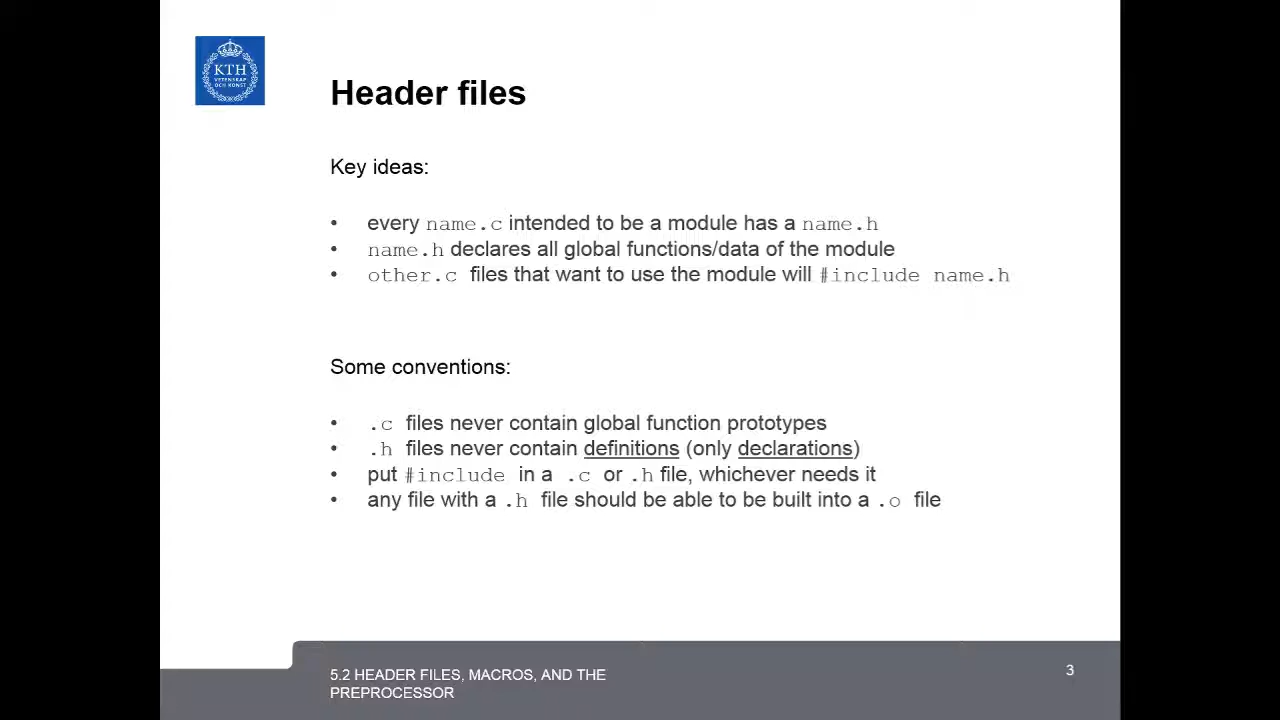 KTH
VETENSKAP
OCH KONST
Header files
Key ideas:
• every name.c intended to be a module has a name.h
• name.h declares all global functions/data of the module
• other.c files that want to use the module will #include name.h
Some conventions:
• .c files never contain global function prototypes
• .h files never contain definitions (only declarations)
• put #include in a .c or .h file, whichever needs it
• any file with a .h file should be able to be built into a .o file
5.2 HEADER FILES, MACROS, AND THE
PREPROCESSOR
3